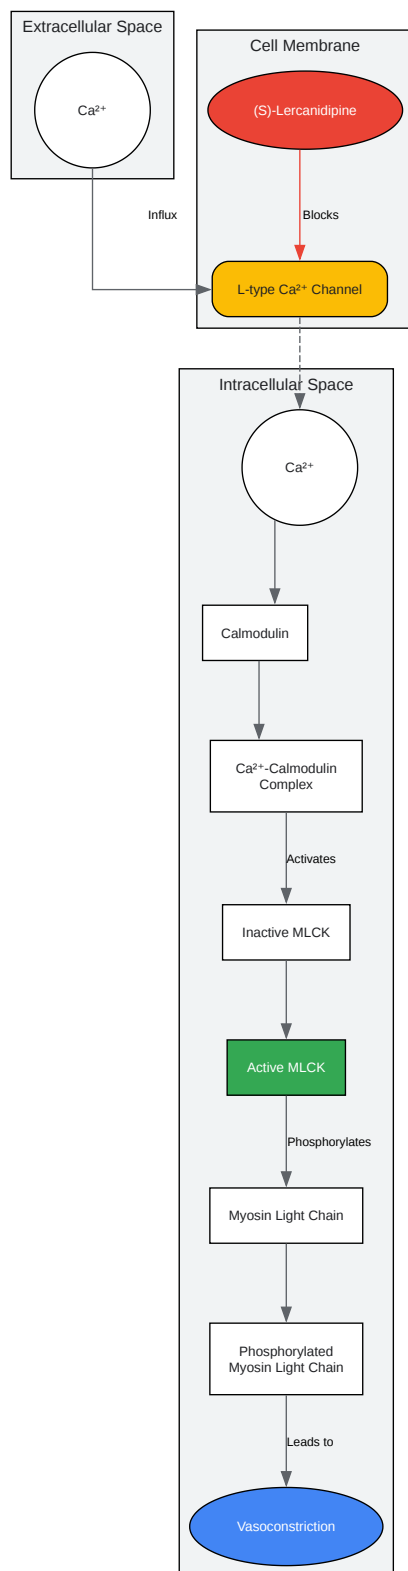 Extracellular Space
Ca²⁺
Cell Membrane
(S)-Lercanidipine
Influx
Blocks
L-type Ca²⁺ Channel
Intracellular Space
Ca²⁺
Calmodulin
Ca²⁺-Calmodulin
Complex
Activates
Inactive MLCK
Active MLCK
Phosphorylates
Myosin Light Chain
Phosphorylated
Myosin Light Chain
Leads to
Vasoconstriction